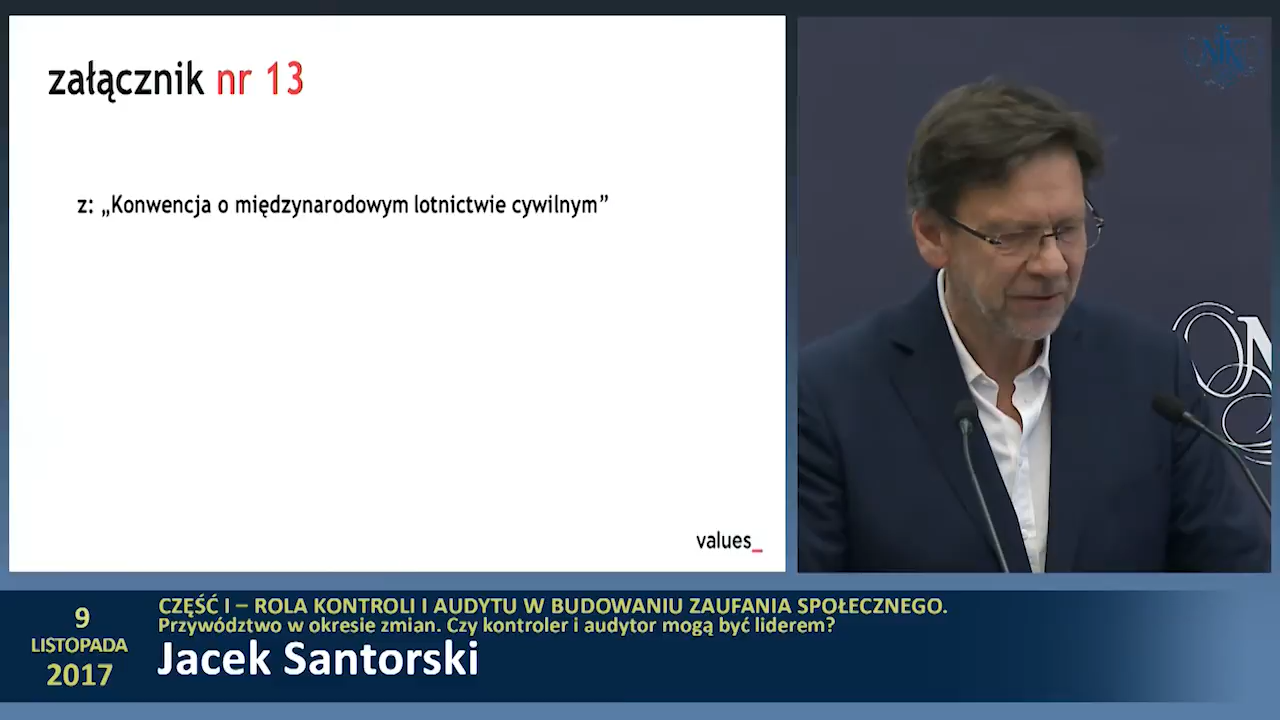 załącznik nr 13
z: „Konwencja o międzynarodowym lotnictwie cywilnym”
values_
NIK
9
LISTOPADA
2017
CZĘŚĆ I – ROLA KONTROLI I AUDYTU W BUDOWANIU ZAUFANIA SPOŁECZNEGO.
Przywództwo w okresie zmian. Czy kontroler i audytor mogą być liderem?
Jacek Santorski